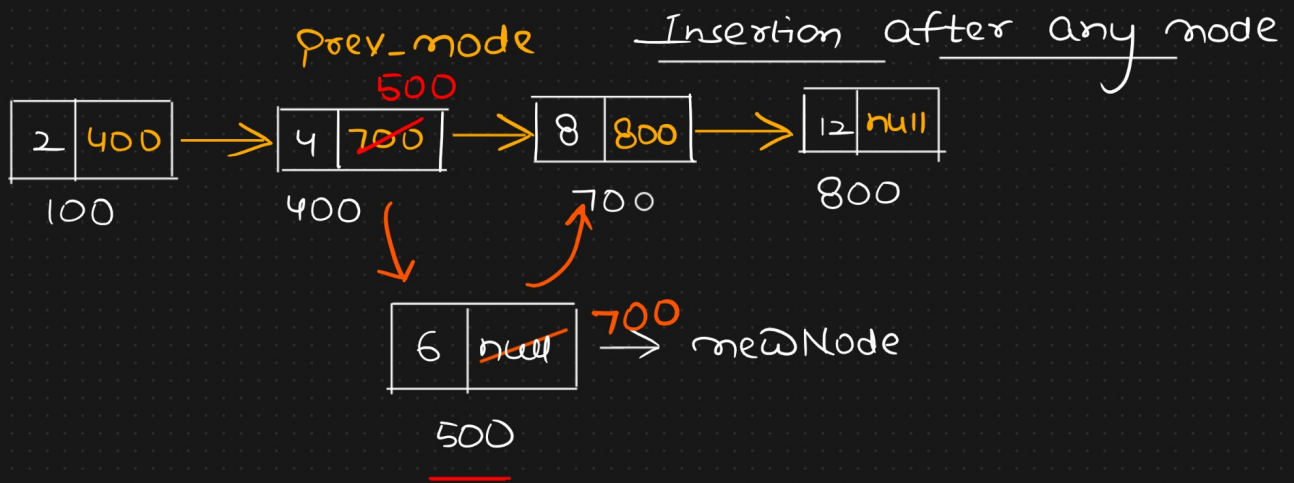 Insertion after any node
prev_node
500
2 400
4 700
8 800
12 null
100
400
700
800
6 null
700
newNode
500